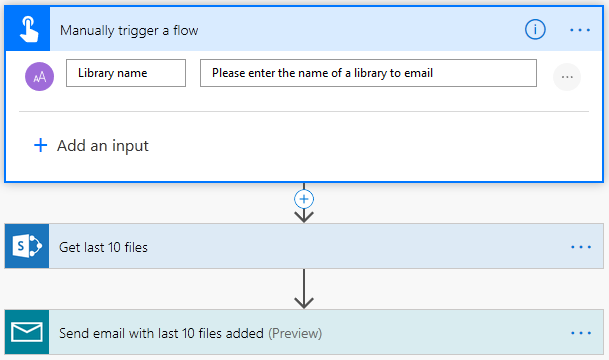 Manually trigger a flow
Library name
Please enter the name of a library to email
Add an input
Get last 10 files
Send email with last 10 files added (Preview)